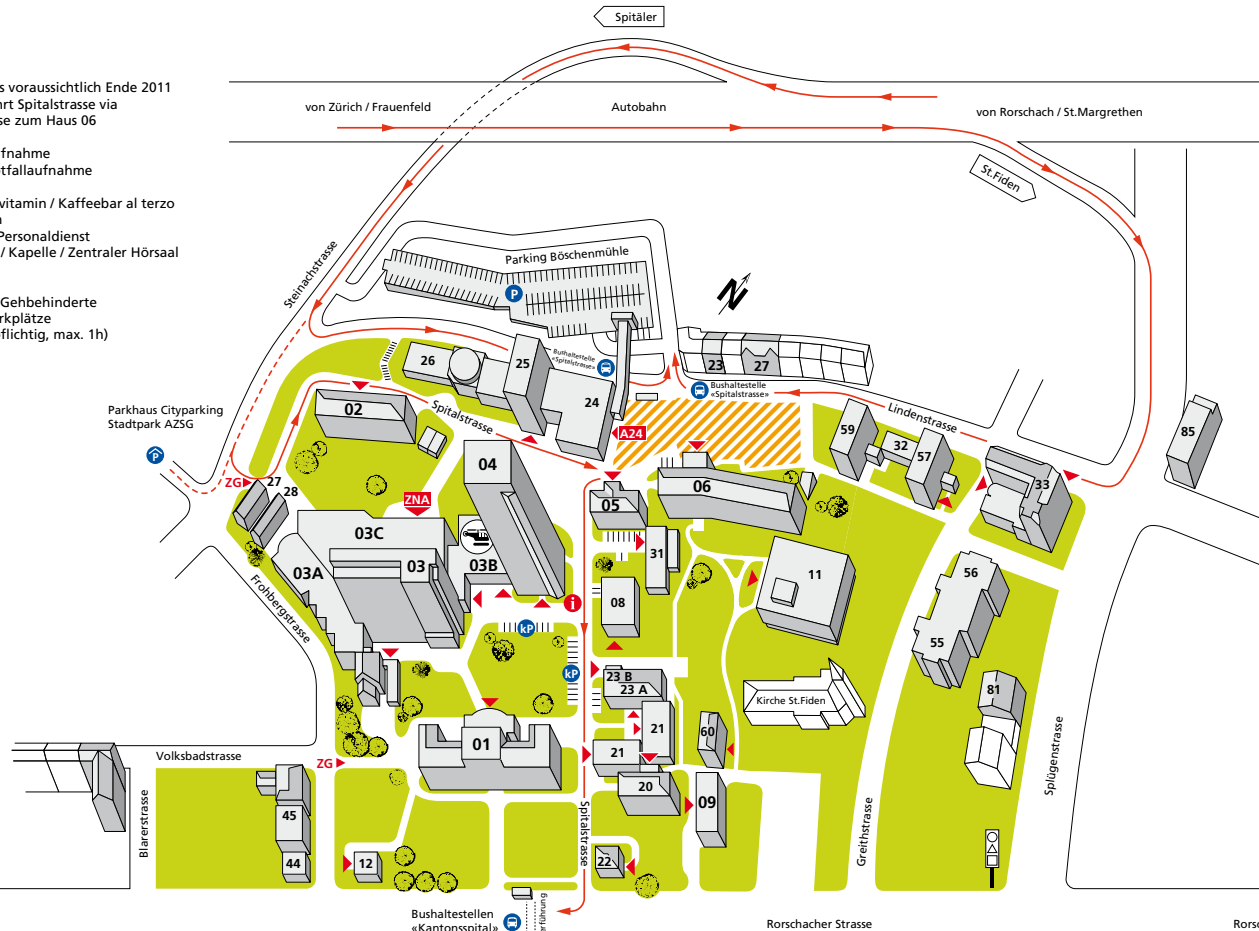 Spitäler
s voraussichtlich Ende 2011
rt Spitalstrasse via
se zum Haus 06
von Zürich / Frauenfeld
Autobahn
von Rorschach / St.Margrethen
ufnahme
otfallaufnahme
St.Fiden
vitamin / Kaffeebar al terzo
Personaldienst
/ Kapelle / Zentraler Hörsaal
Steinachstrasse
Parking Böschenmühle
P
N
Gehbehinderte
rkplätze
pflichtig, max. 1h)
26
25
Bushaltestelle
«Spitalstrasse»
23
27
24
Bushaltestelle
«Spitalstrasse»
02
Spitalstrasse
Lindenstrasse
Parkhaus Cityparking
Stadtpark AZSG
P
A24
59
32
57
85
ZG
27
28
04
06
33
ZNA
05
03C
03
03B
03A
31
11
56
08
i
Frohbergstrasse
kP
kP
55
23 B
23 A
Kirche St.Fiden
81
21
60
01
21
Volksbadstrasse
ZG
20
09
Blarerstrasse
45
44
12
22
Spitalstrasse
Greithstrasse
Splügenstrasse
Bushaltestellen
«Kantonsspital»
erführung
Rorschacher Strasse
Rors